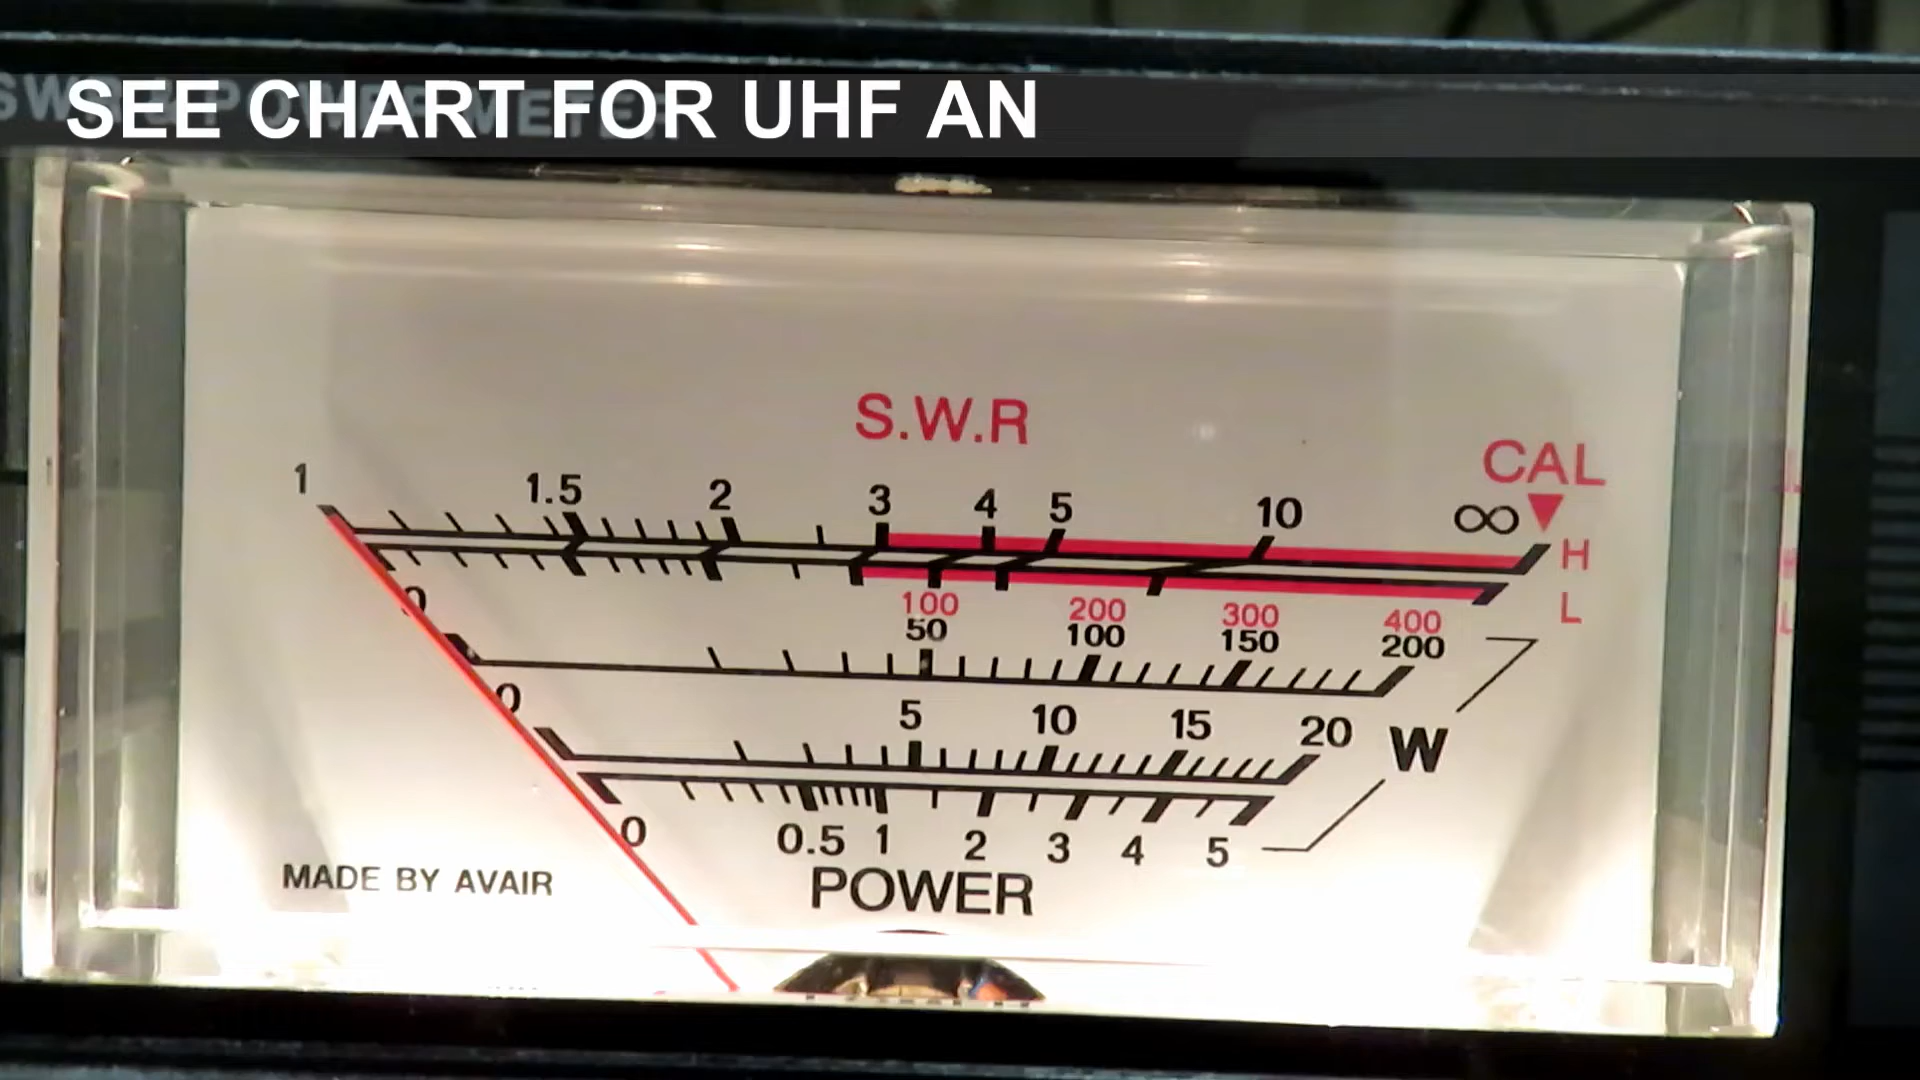 SEE CHART FOR UHF AN
S.W.R
CAL
1 1.5 2 3 4 5 10 ∞
H
L
0 100 200 300 400
50 100 150 200
0 5 10 15 20
W
0 0.5 1 2 3 4 5
MADE BY AVAIR
POWER